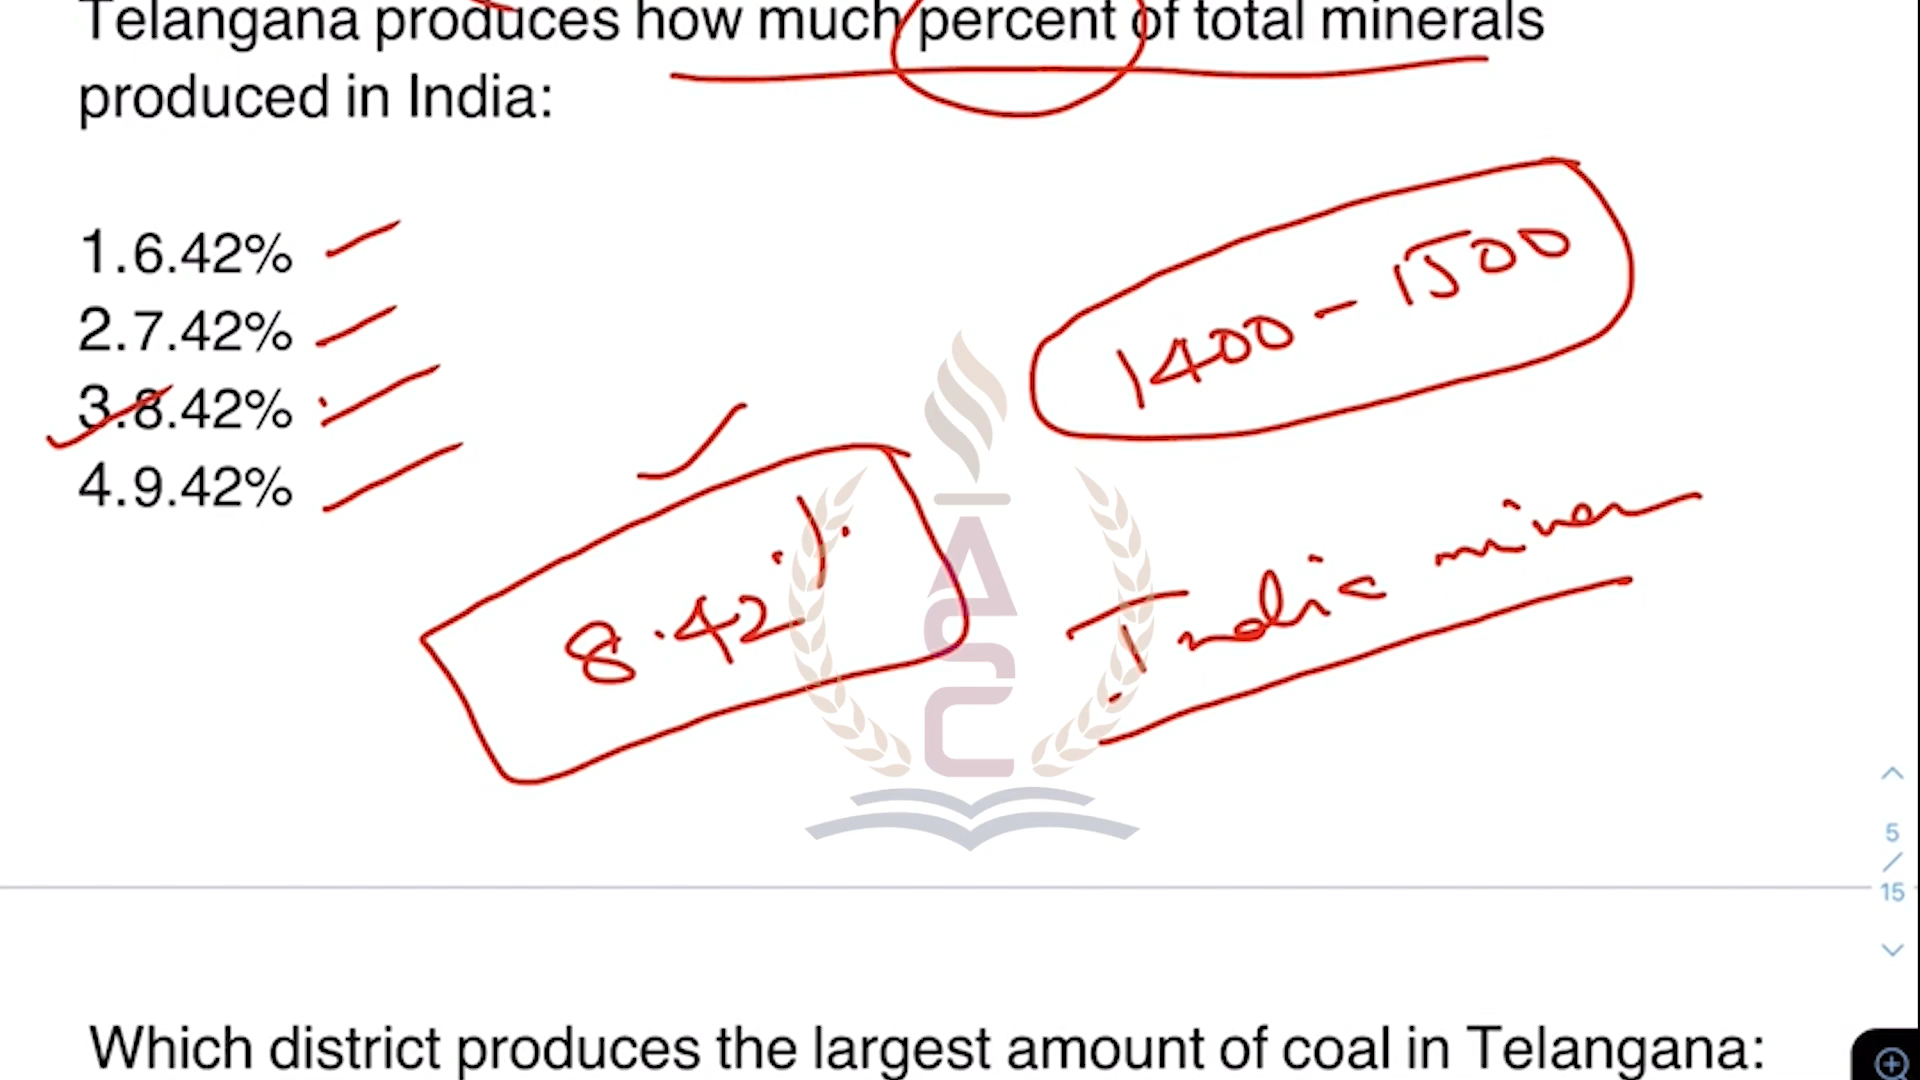 Telangana produces how much percent of total minerals
produced in India:
1.6.42%
2.7.42%
3.8.42%
4.9.42%
1400 - 1500
8.42%
India miner
ASU
5
/
15
Which district produces the largest amount of coal in Telangana: